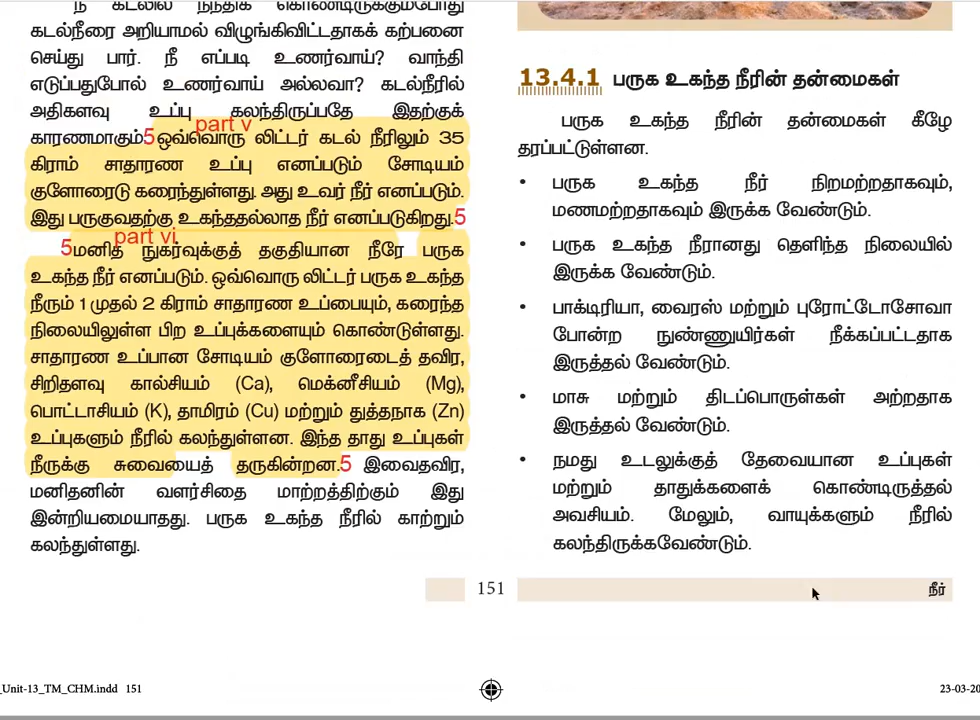 நீ கடலில் நீந்திக் கொண்டிருக்கும்போது
கடல்நீரை அறியாமல் விழுங்கிவிட்டதாகக் கற்பனை
செய்து பார். நீ எப்படி உணர்வாய்? வாந்தி
எடுப்பதுபோல் உணர்வாய் அல்லவா? கடல்நீரில்
அதிகளவு உப்பு கலந்திருப்பதே இதற்குக்
part v
காரணமாகும்5ஒவ்வொரு லிட்டர் கடல் நீரிலும் 35
கிராம் சாதாரண உப்பு எனப்படும் சோடியம்
குளோரைடு கரைந்துள்ளது. அது உவர் நீர் எனப்படும்.
இது பருகுவதற்கு உகந்ததல்லாத நீர் எனப்படுகிறது.5
part vi
5மனித நுகர்வுக்குத் தகுதியான நீரே பருக
உகந்த நீர் எனப்படும். ஒவ்வொரு லிட்டர் பருக உகந்த
நீரும் 1 முதல் 2 கிராம் சாதாரண உப்பையும், கரைந்த
நிலையிலுள்ள பிற உப்புக்களையும் கொண்டுள்ளது.
சாதாரண உப்பான சோடியம் குளோரைடைத் தவிர,
சிறிதளவு கால்சியம் (Ca), மெக்னீசியம் (Mg),
பொட்டாசியம் (K), தாமிரம் (Cu) மற்றும் துத்தநாக (Zn)
உப்புகளும் நீரில் கலந்துள்ளன. இந்த தாது உப்புகள்
நீருக்கு சுவையைத் தருகின்றன.5 இவைதவிர,
மனிதனின் வளர்சிதை மாற்றத்திற்கும் இது
இன்றியமையாதது. பருக உகந்த நீரில் காற்றும்
கலந்துள்ளது.
13.4.1 பருக உகந்த நீரின் தன்மைகள்
பருக உகந்த நீரின் தன்மைகள் கீழே
தரப்பட்டுள்ளன.
• பருக உகந்த நீர் நிறமற்றதாகவும்,
மணமற்றதாகவும் இருக்க வேண்டும்.
• பருக உகந்த நீரானது தெளிந்த நிலையில்
இருக்க வேண்டும்.
• பாக்டிரியா, வைரஸ் மற்றும் புரோட்டோசோவா
போன்ற நுண்ணுயிர்கள் நீக்கப்பட்டதாக
இருத்தல் வேண்டும்.
• மாசு மற்றும் திடப்பொருள்கள் அற்றதாக
இருத்தல் வேண்டும்.
• நமது உடலுக்குத் தேவையான உப்புகள்
மற்றும் தாதுக்களைக் கொண்டிருத்தல்
அவசியம். மேலும், வாயுக்களும் நீரில்
கலந்திருக்கவேண்டும்.
151
நீர்
_Unit-13_TM_CHM.indd 151
23-03-20